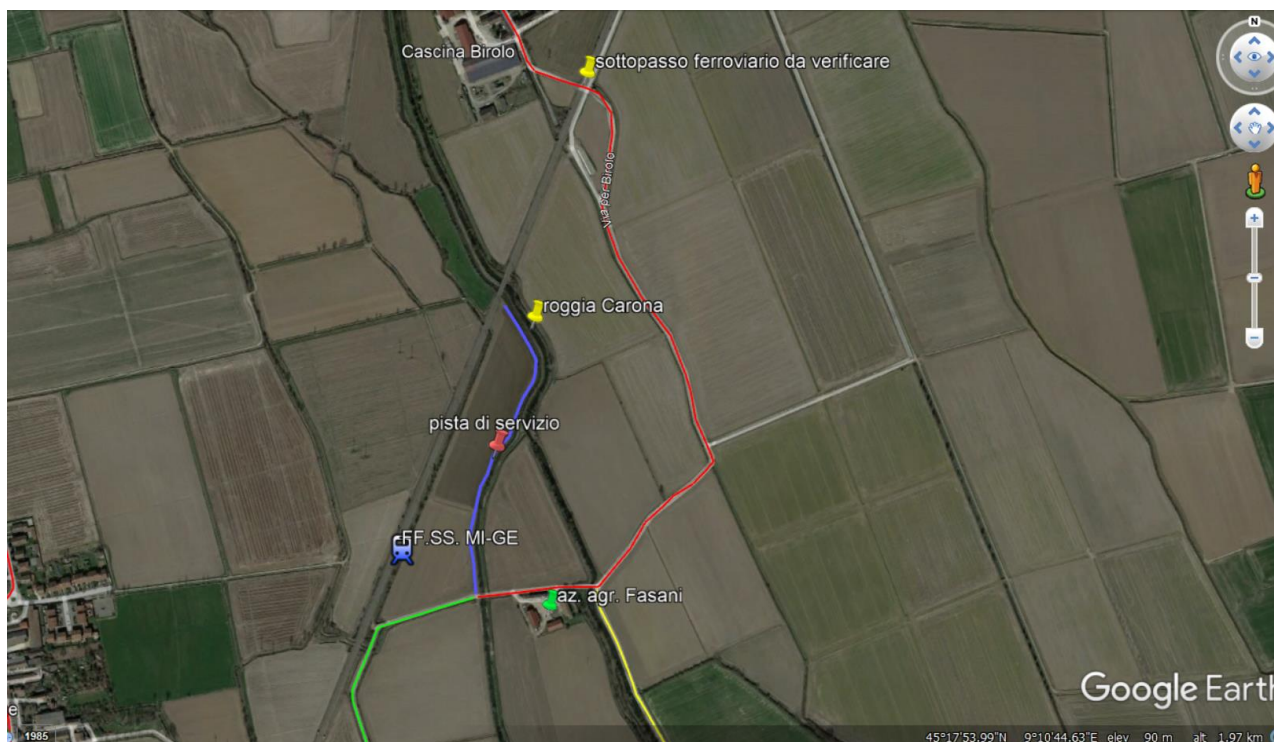 N
Cascina Birolo
sottopasso ferroviario da verificare
Via per Birolo
roggia Carona
pista di servizio
FF.SS. MI-GE
az. agr. Fasani
Google Earth
e
1985
45°17'53.99"N 9°10'44.63"E elev 90 m alt 1.97 km